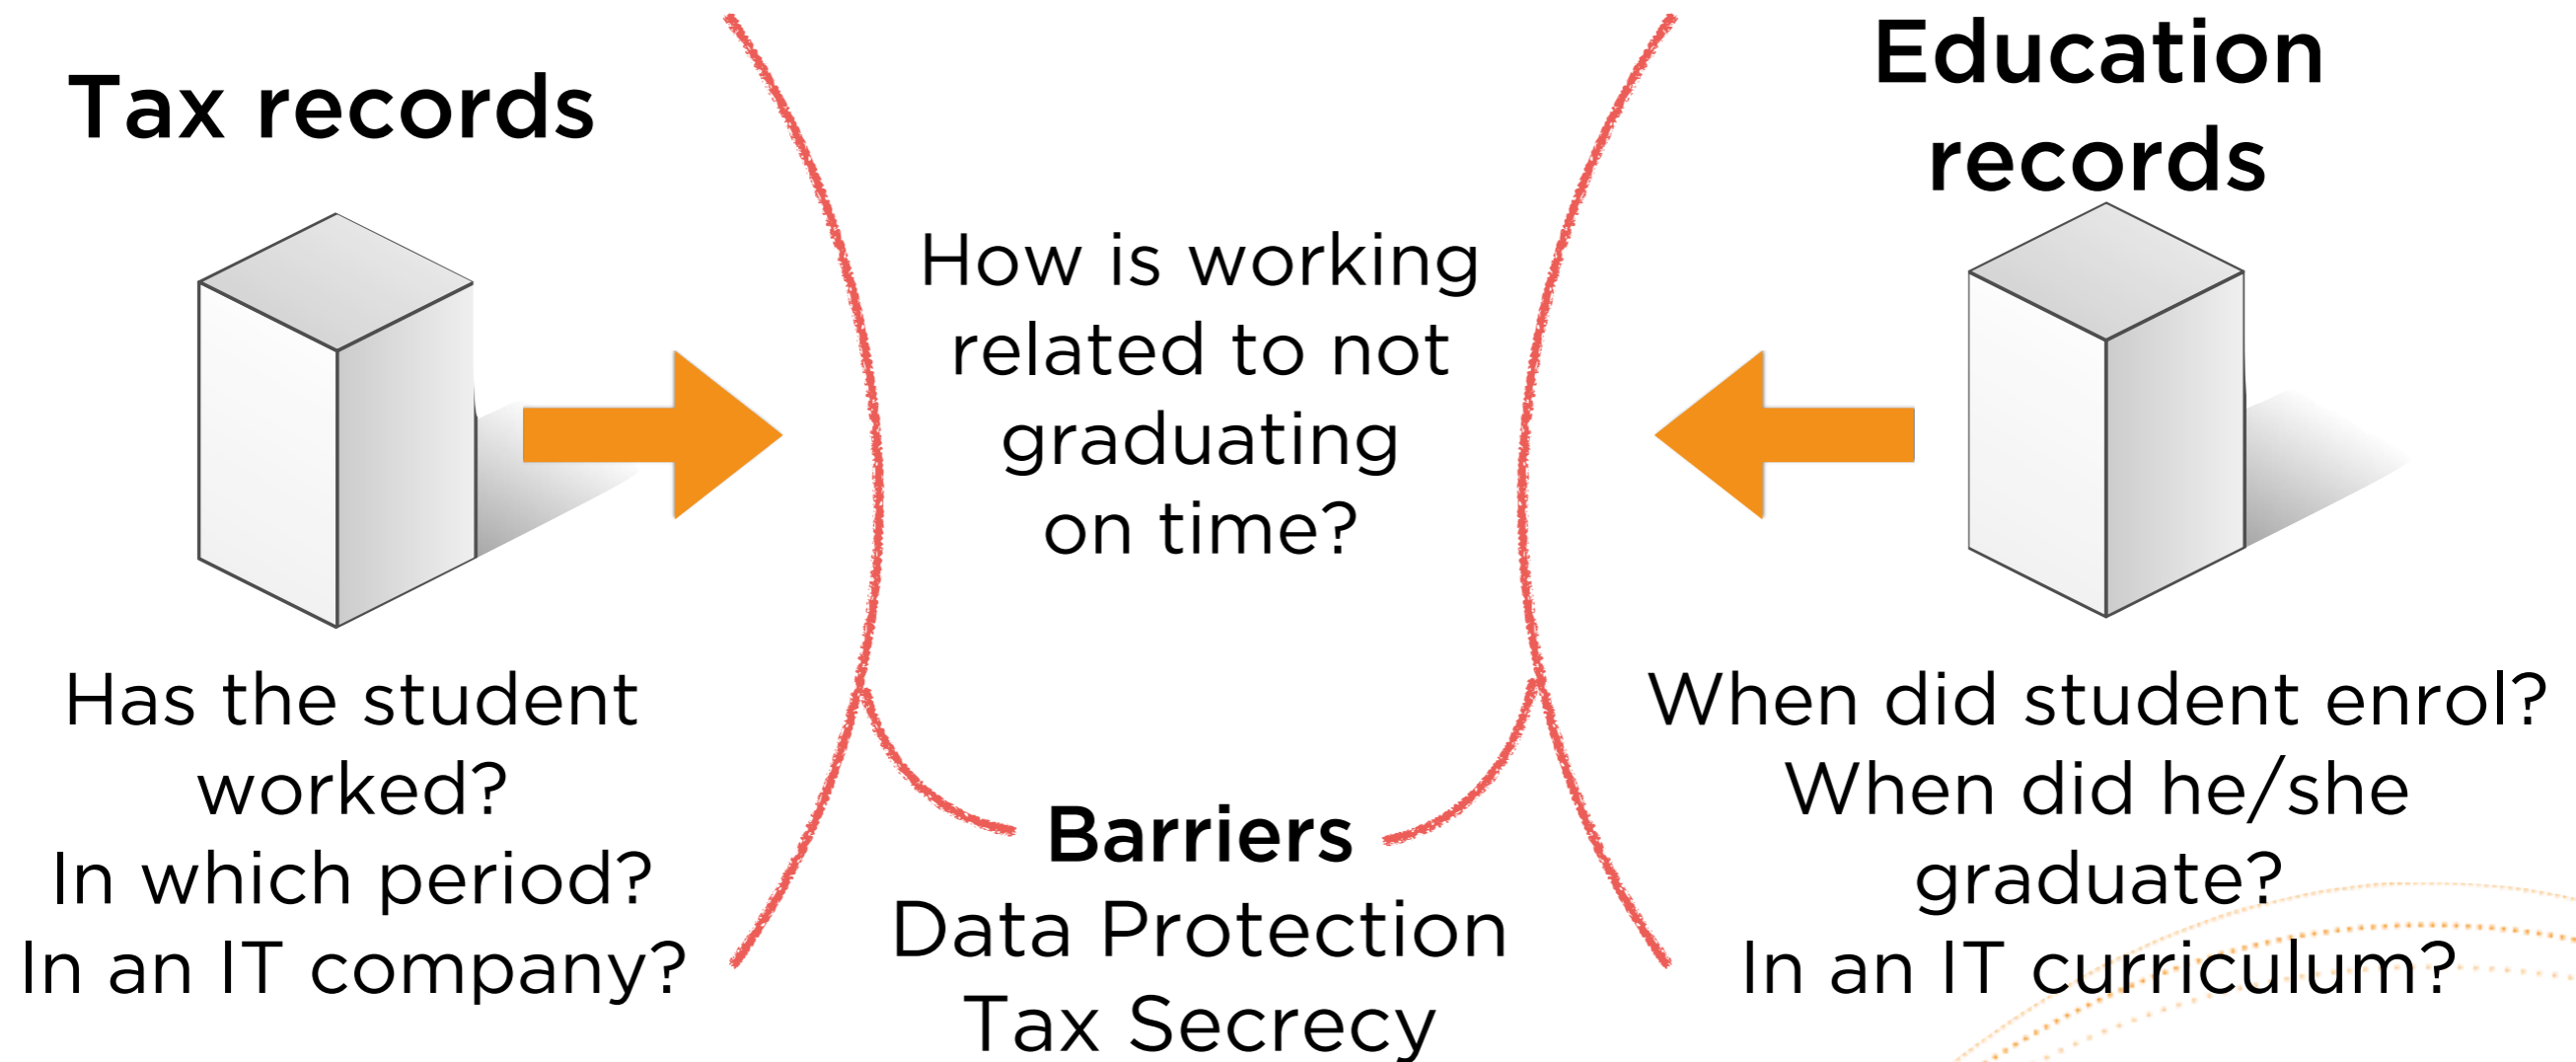 Tax records
Has the student
worked?
In which period?
In an IT company?
How is working
related to not
graduating
on time?
Barriers
Data Protection
Tax Secrecy
Education
records
When did student enrol?
When did he/she
graduate?
In an IT curriculum?